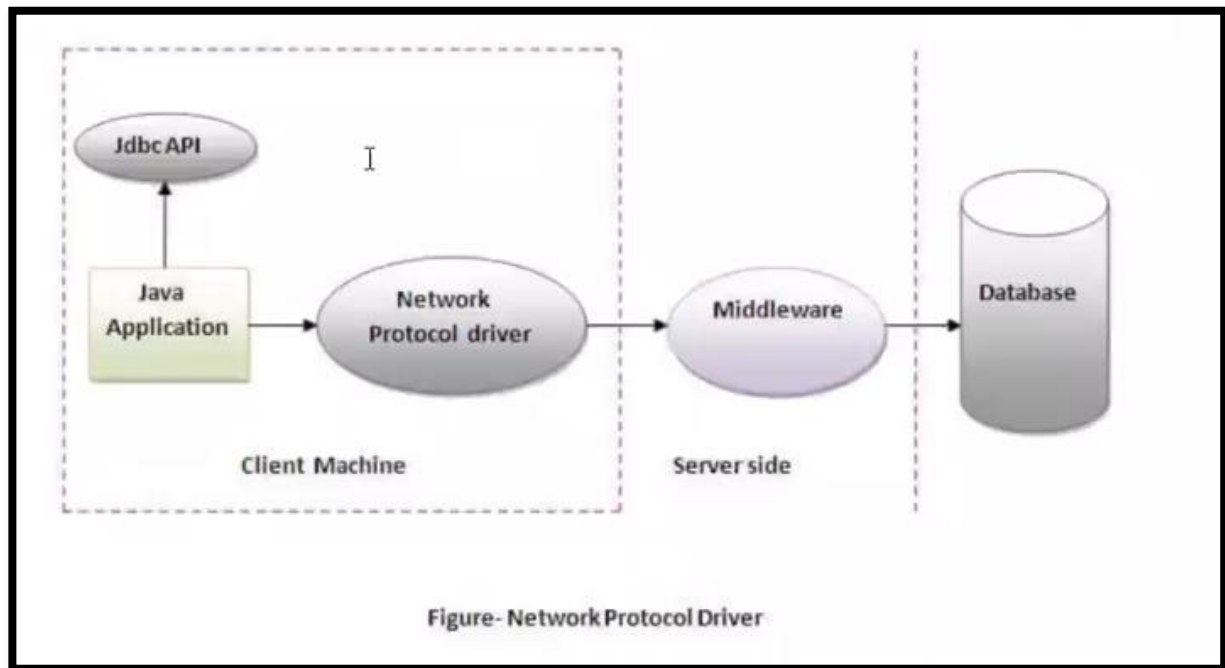 Jdbc API
Java
Application
Network
Protocol driver
Middleware
Database
Client Machine
Server side
Figure- Network Protocol Driver